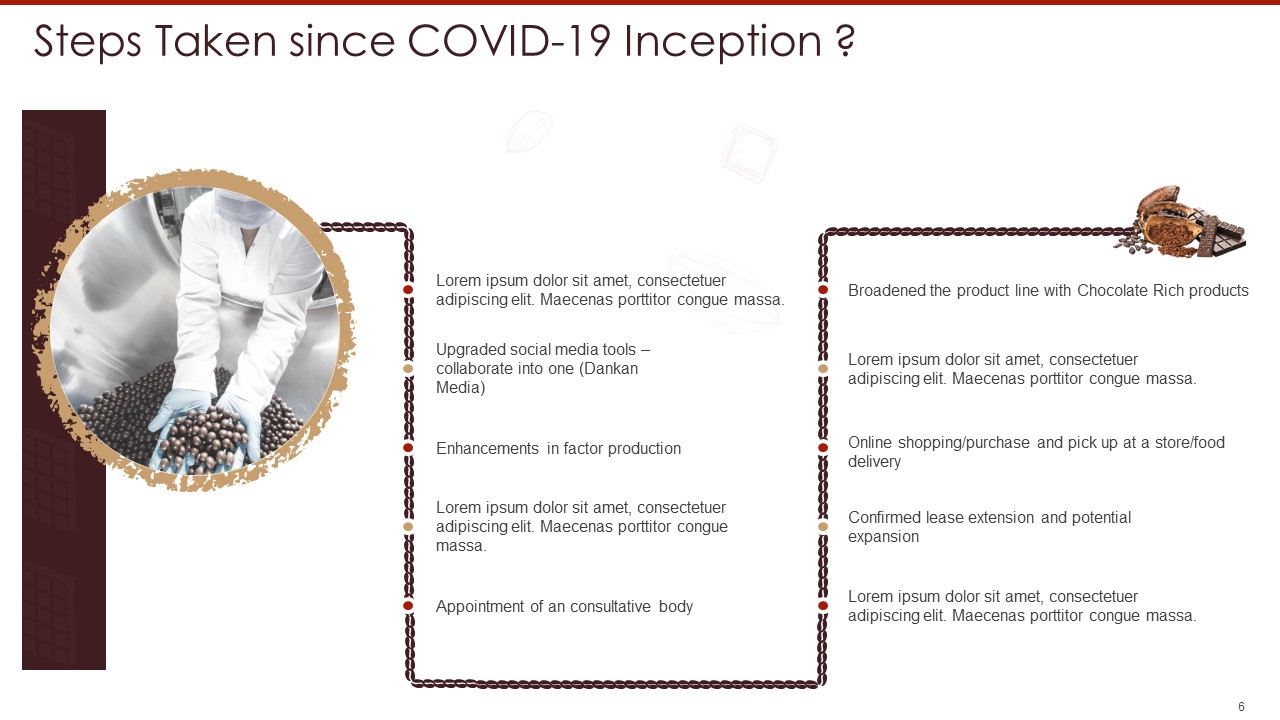 Steps Taken since COVID-19 Inception ?
Lorem ipsum dolor sit amet, consectetuer
adipiscing elit. Maecenas porttitor congue massa.
Upgraded social media tools –
collaborate into one (Dankan
Media)
Enhancements in factor production
Lorem ipsum dolor sit amet, consectetuer
adipiscing elit. Maecenas porttitor congue
massa.
Appointment of an consultative body
Broadened the product line with Chocolate Rich products
Lorem ipsum dolor sit amet, consectetuer
adipiscing elit. Maecenas porttitor congue massa.
Online shopping/purchase and pick up at a store/food
delivery
Confirmed lease extension and potential
expansion
Lorem ipsum dolor sit amet, consectetuer
adipiscing elit. Maecenas porttitor congue massa.
6